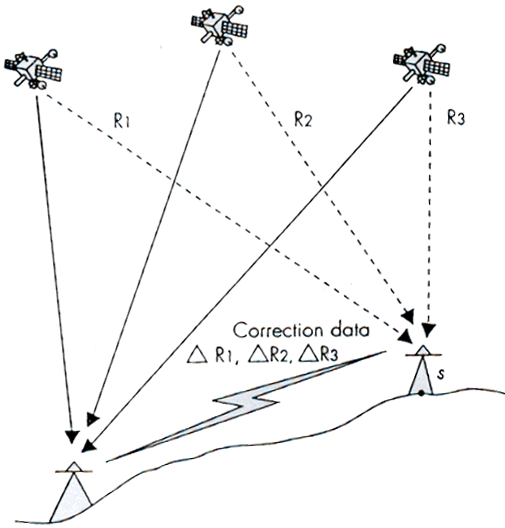 R1
R2
R3
Correction data
△ R1, △R2, △R3
s